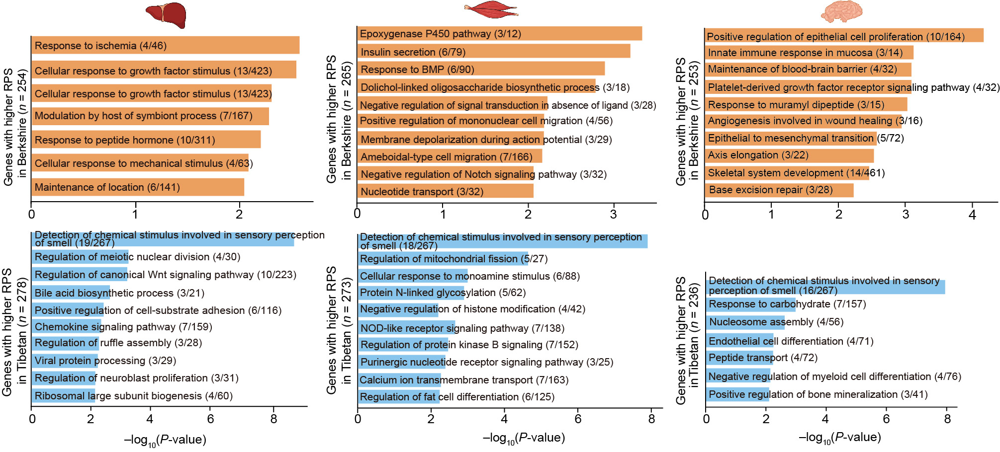 Genes with higher RPS
in Berkshire (n = 254)
Response to ischemia (4/46)
Cellular response to growth factor stimulus (13/423)
Cellular response to growth factor stimulus (13/423)
Modulation by host of symbiont process (7/167)
Response to peptide hormone (10/311)
Cellular response to mechanical stimulus (4/63)
Maintenance of location (6/141)
0 1 2
Genes with higher RPS
in Berkshire (n = 265)
Epoxygenase P450 pathway (3/12)
Insulin secretion (6/79)
Response to BMP (6/90)
Dolichol-linked oligosaccharide biosynthetic process (3/18)
Negative regulation of signal transduction in absence of ligand (3/28)
Positive regulation of mononuclear cell migration (4/56)
Membrane depolarization during action potential (3/29)
Ameboidal-type cell migration (7/166)
Negative regulation of Notch signaling pathway (3/32)
Nucleotide transport (3/32)
0 1 2 3
Genes with higher RPS
in Berkshire (n = 253)
Positive regulation of epithelial cell proliferation (10/164)
Innate immune response in mucosa (3/14)
Maintenance of blood-brain barrier (4/32)
Platelet-derived growth factor receptor signaling pathway (4/32)
Response to muramyl dipeptide (3/15)
Angiogenesis involved in wound healing (3/16)
Epithelial to mesenchymal transition (5/72)
Axis elongation (3/22)
Skeletal system development (14/461)
Base excision repair (3/28)
0 1 2 3 4
Genes with higher RPS
in Tibetan (n = 278)
Detection of chemical stimulus involved in sensory perception
of smell (19/267)
Regulation of meiotic nuclear division (4/30)
Regulation of canonical Wnt signaling pathway (10/223)
Bile acid biosynthetic process (3/21)
Positive regulation of cell-substrate adhesion (6/116)
Chemokine signaling pathway (7/159)
Regulation of ruffle assembly (3/28)
Viral protein processing (3/29)
Regulation of neuroblast proliferation (3/31)
Ribosomal large subunit biogenesis (4/60)
0 2 4 6 8
–log10(P-value)
Genes with higher RPS
in Tibetan (n = 273)
Detection of chemical stimulus involved in sensory perception
of smell (18/267)
Regulation of mitochondrial fission (5/27)
Cellular response to monoamine stimulus (6/88)
Protein N-linked glycosylation (5/62)
Negative regulation of histone modification (4/42)
NOD-like receptor signaling pathway (7/138)
Regulation of protein kinase B signaling (7/152)
Purinergic nucleotide receptor signaling pathway (3/25)
Calcium ion transmembrane transport (7/163)
Regulation of fat cell differentiation (6/125)
0 2 4 6 8
–log10(P-value)
Genes with higher RPS
in Tibetan (n = 236)
Detection of chemical stimulus involved in sensory
perception of smell (16/267)
Response to carbohydrate (7/157)
Nucleosome assembly (4/56)
Endothelial cell differentiation (4/71)
Peptide transport (4/72)
Negative regulation of myeloid cell differentiation (4/76)
Positive regulation of bone mineralization (3/41)
0 2 4 6 8
–log10(P-value)